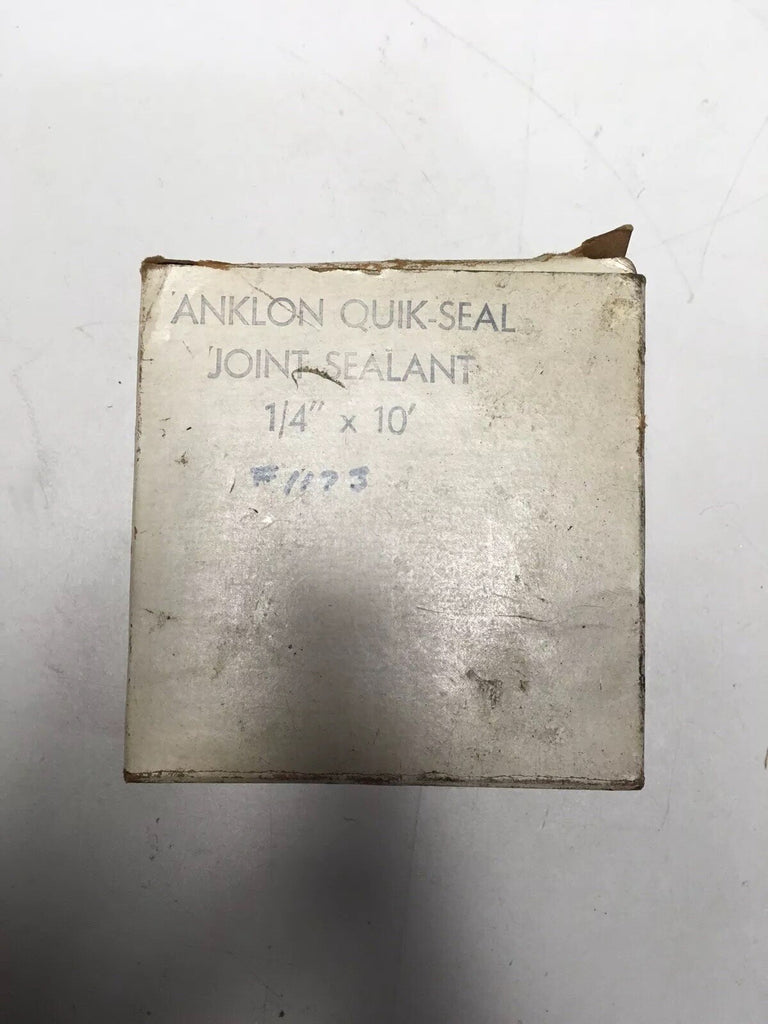 ANKLON QUIK-SEAL
JOINT SEALANT
1/4" x 10'
#1173